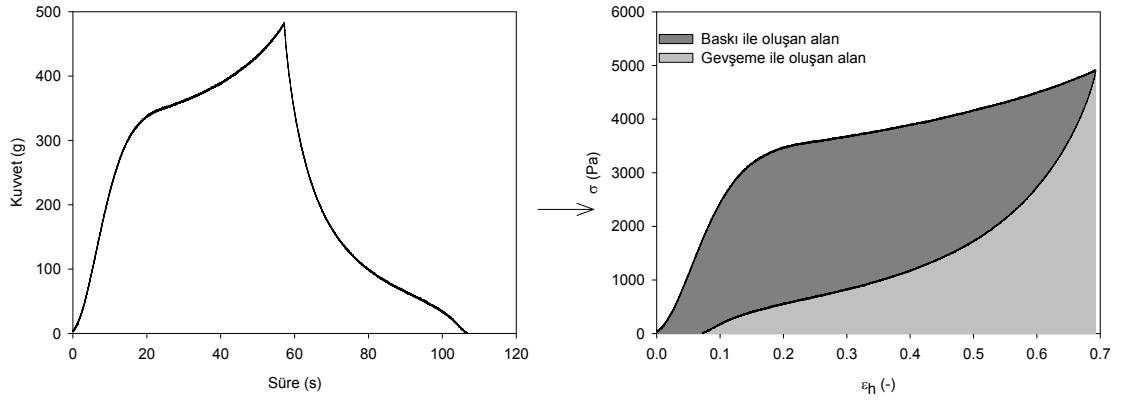 500
400
300
200
100
0
Kuvvet (g)
0 20 40 60 80 100 120
Süre (s)
6000
5000
4000
3000
2000
1000
0
σ (Pa)
Baskı ile oluşan alan
Gevşeme ile oluşan alan
0.0 0.1 0.2 0.3 0.4 0.5 0.6 0.7
εh (-)